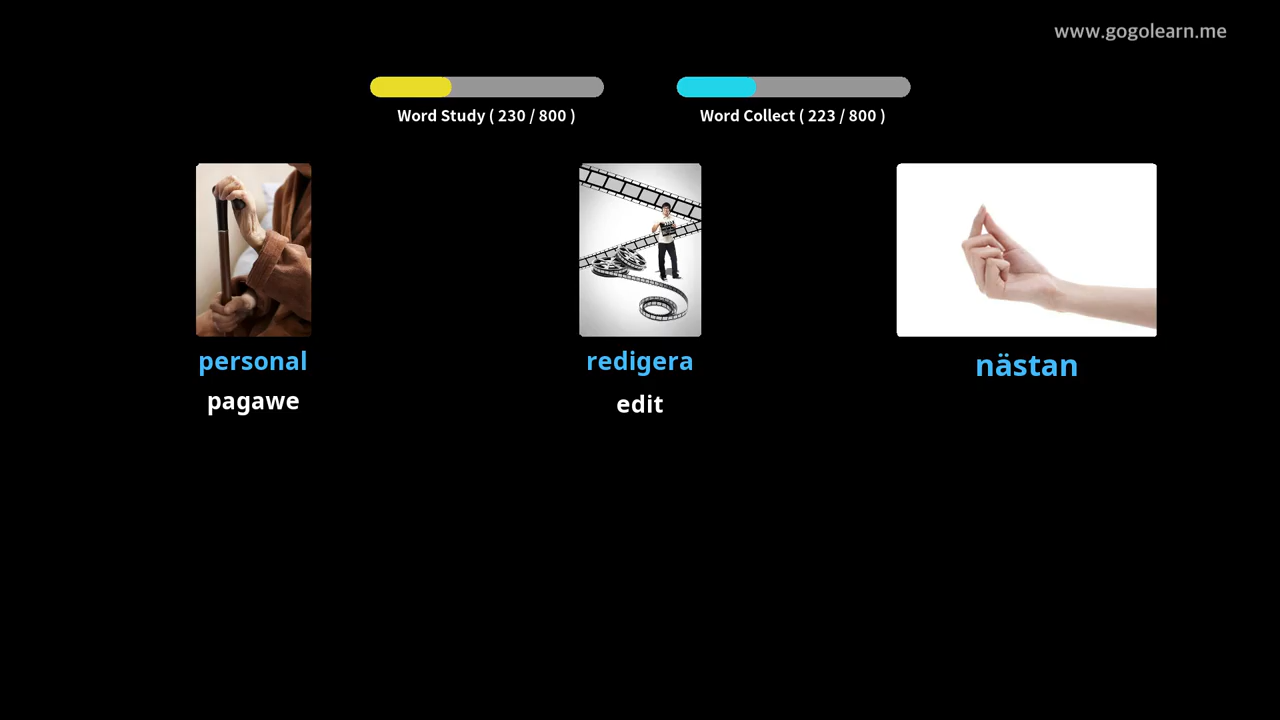 www.gogolearn.me
Word Study ( 230 / 800 )
Word Collect ( 223 / 800 )
personal
pagawe
redigera
edit
nästan